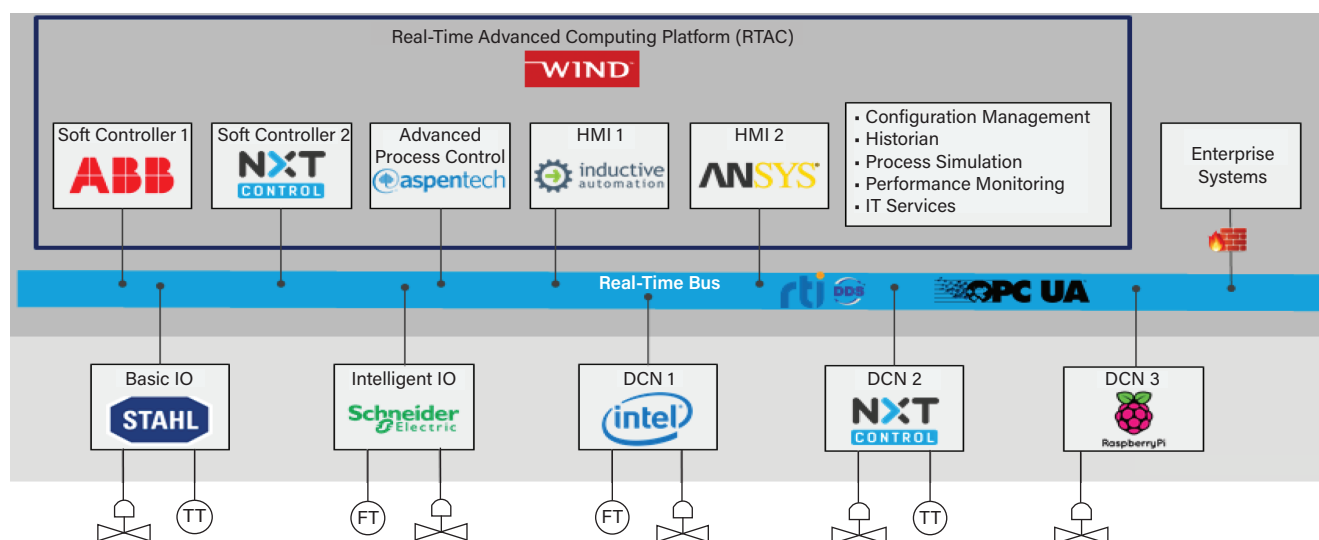 Real-Time Advanced Computing Platform (RTAC)
WIND
Soft Controller 1
ABB
Soft Controller 2
NXT
CONTROL
Advanced
Process Control
aspentech
HMI 1
inductive
automation
HMI 2
ANSYS
▪ Configuration Management
▪ Historian
▪ Process Simulation
▪ Performance Monitoring
▪ IT Services
Enterprise
Systems
Real-Time Bus
rti
DDS
OPC UA
Basic IO
STAHL
Intelligent IO
Schneider
Electric
DCN 1
intel
DCN 2
NXT
CONTROL
DCN 3
RaspberryPi
TT
FT
FT
TT